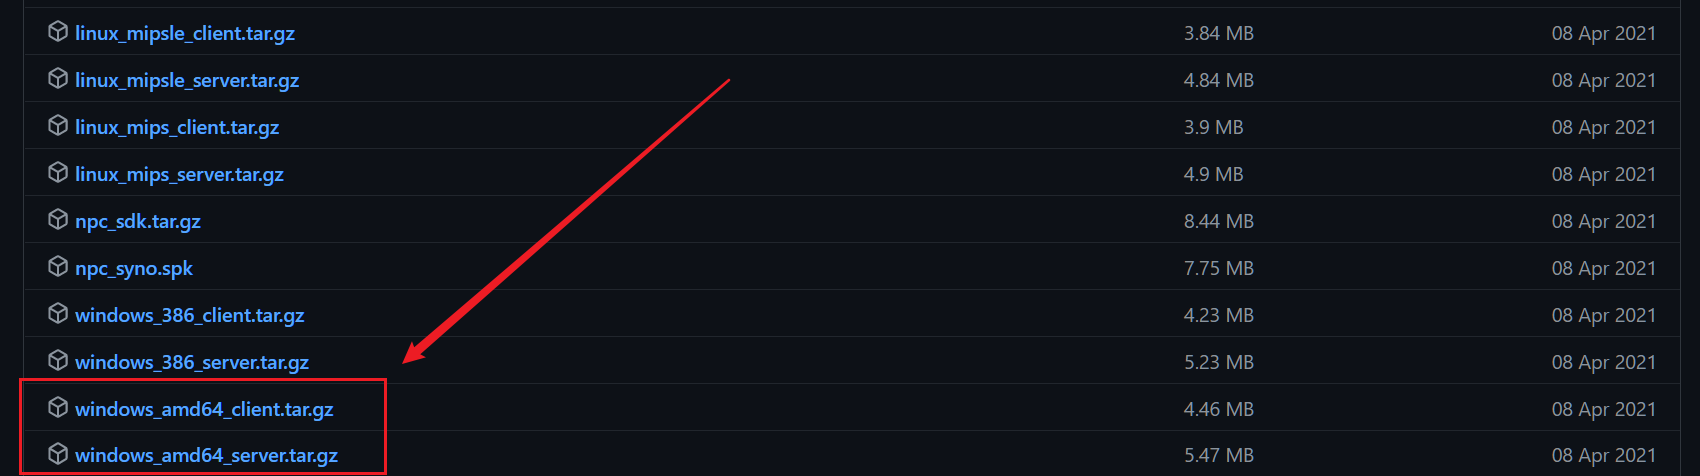 linux_mipsle_client.tar.gz 3.84 MB 08 Apr 2021
linux_mipsle_server.tar.gz 4.84 MB 08 Apr 2021
linux_mips_client.tar.gz 3.9 MB 08 Apr 2021
linux_mips_server.tar.gz 4.9 MB 08 Apr 2021
npc_sdk.tar.gz 8.44 MB 08 Apr 2021
npc_syno.spk 7.75 MB 08 Apr 2021
windows_386_client.tar.gz 4.23 MB 08 Apr 2021
windows_386_server.tar.gz 5.23 MB 08 Apr 2021
windows_amd64_client.tar.gz 4.46 MB 08 Apr 2021
windows_amd64_server.tar.gz 5.47 MB 08 Apr 2021